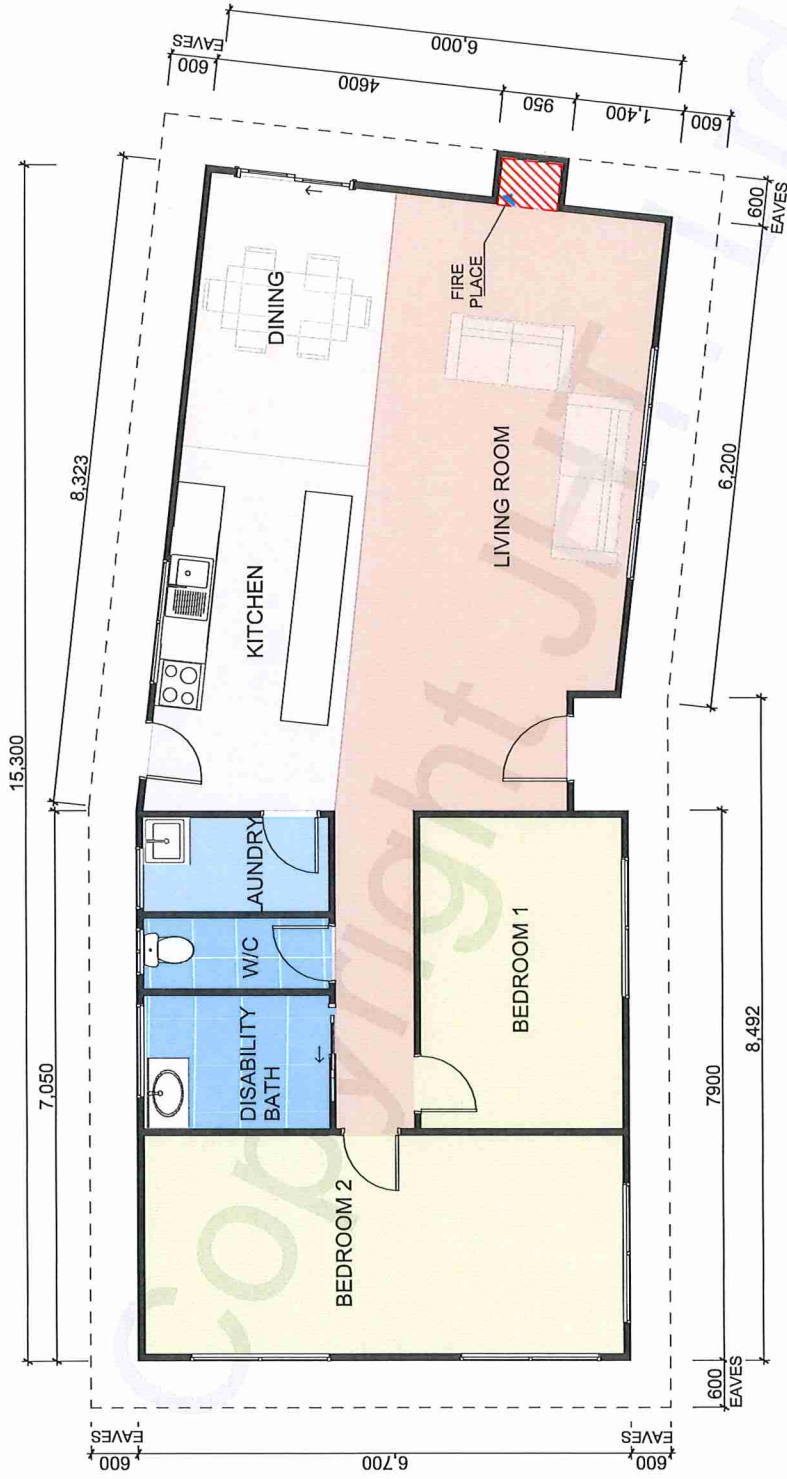 15,300
8,323
7,050
EAVES
600
6,000
4600
950
1,400
600
600
EAVES
6,200
DINING
FIRE
PLACE
KITCHEN
LIVING ROOM
AUNDRY
W/C
DISABILITY
BATH
BEDROOM 1
BEDROOM 2
7900
8,492
600
EAVES
EAVES
600
6,700
EAVES
600
Copyright JHT